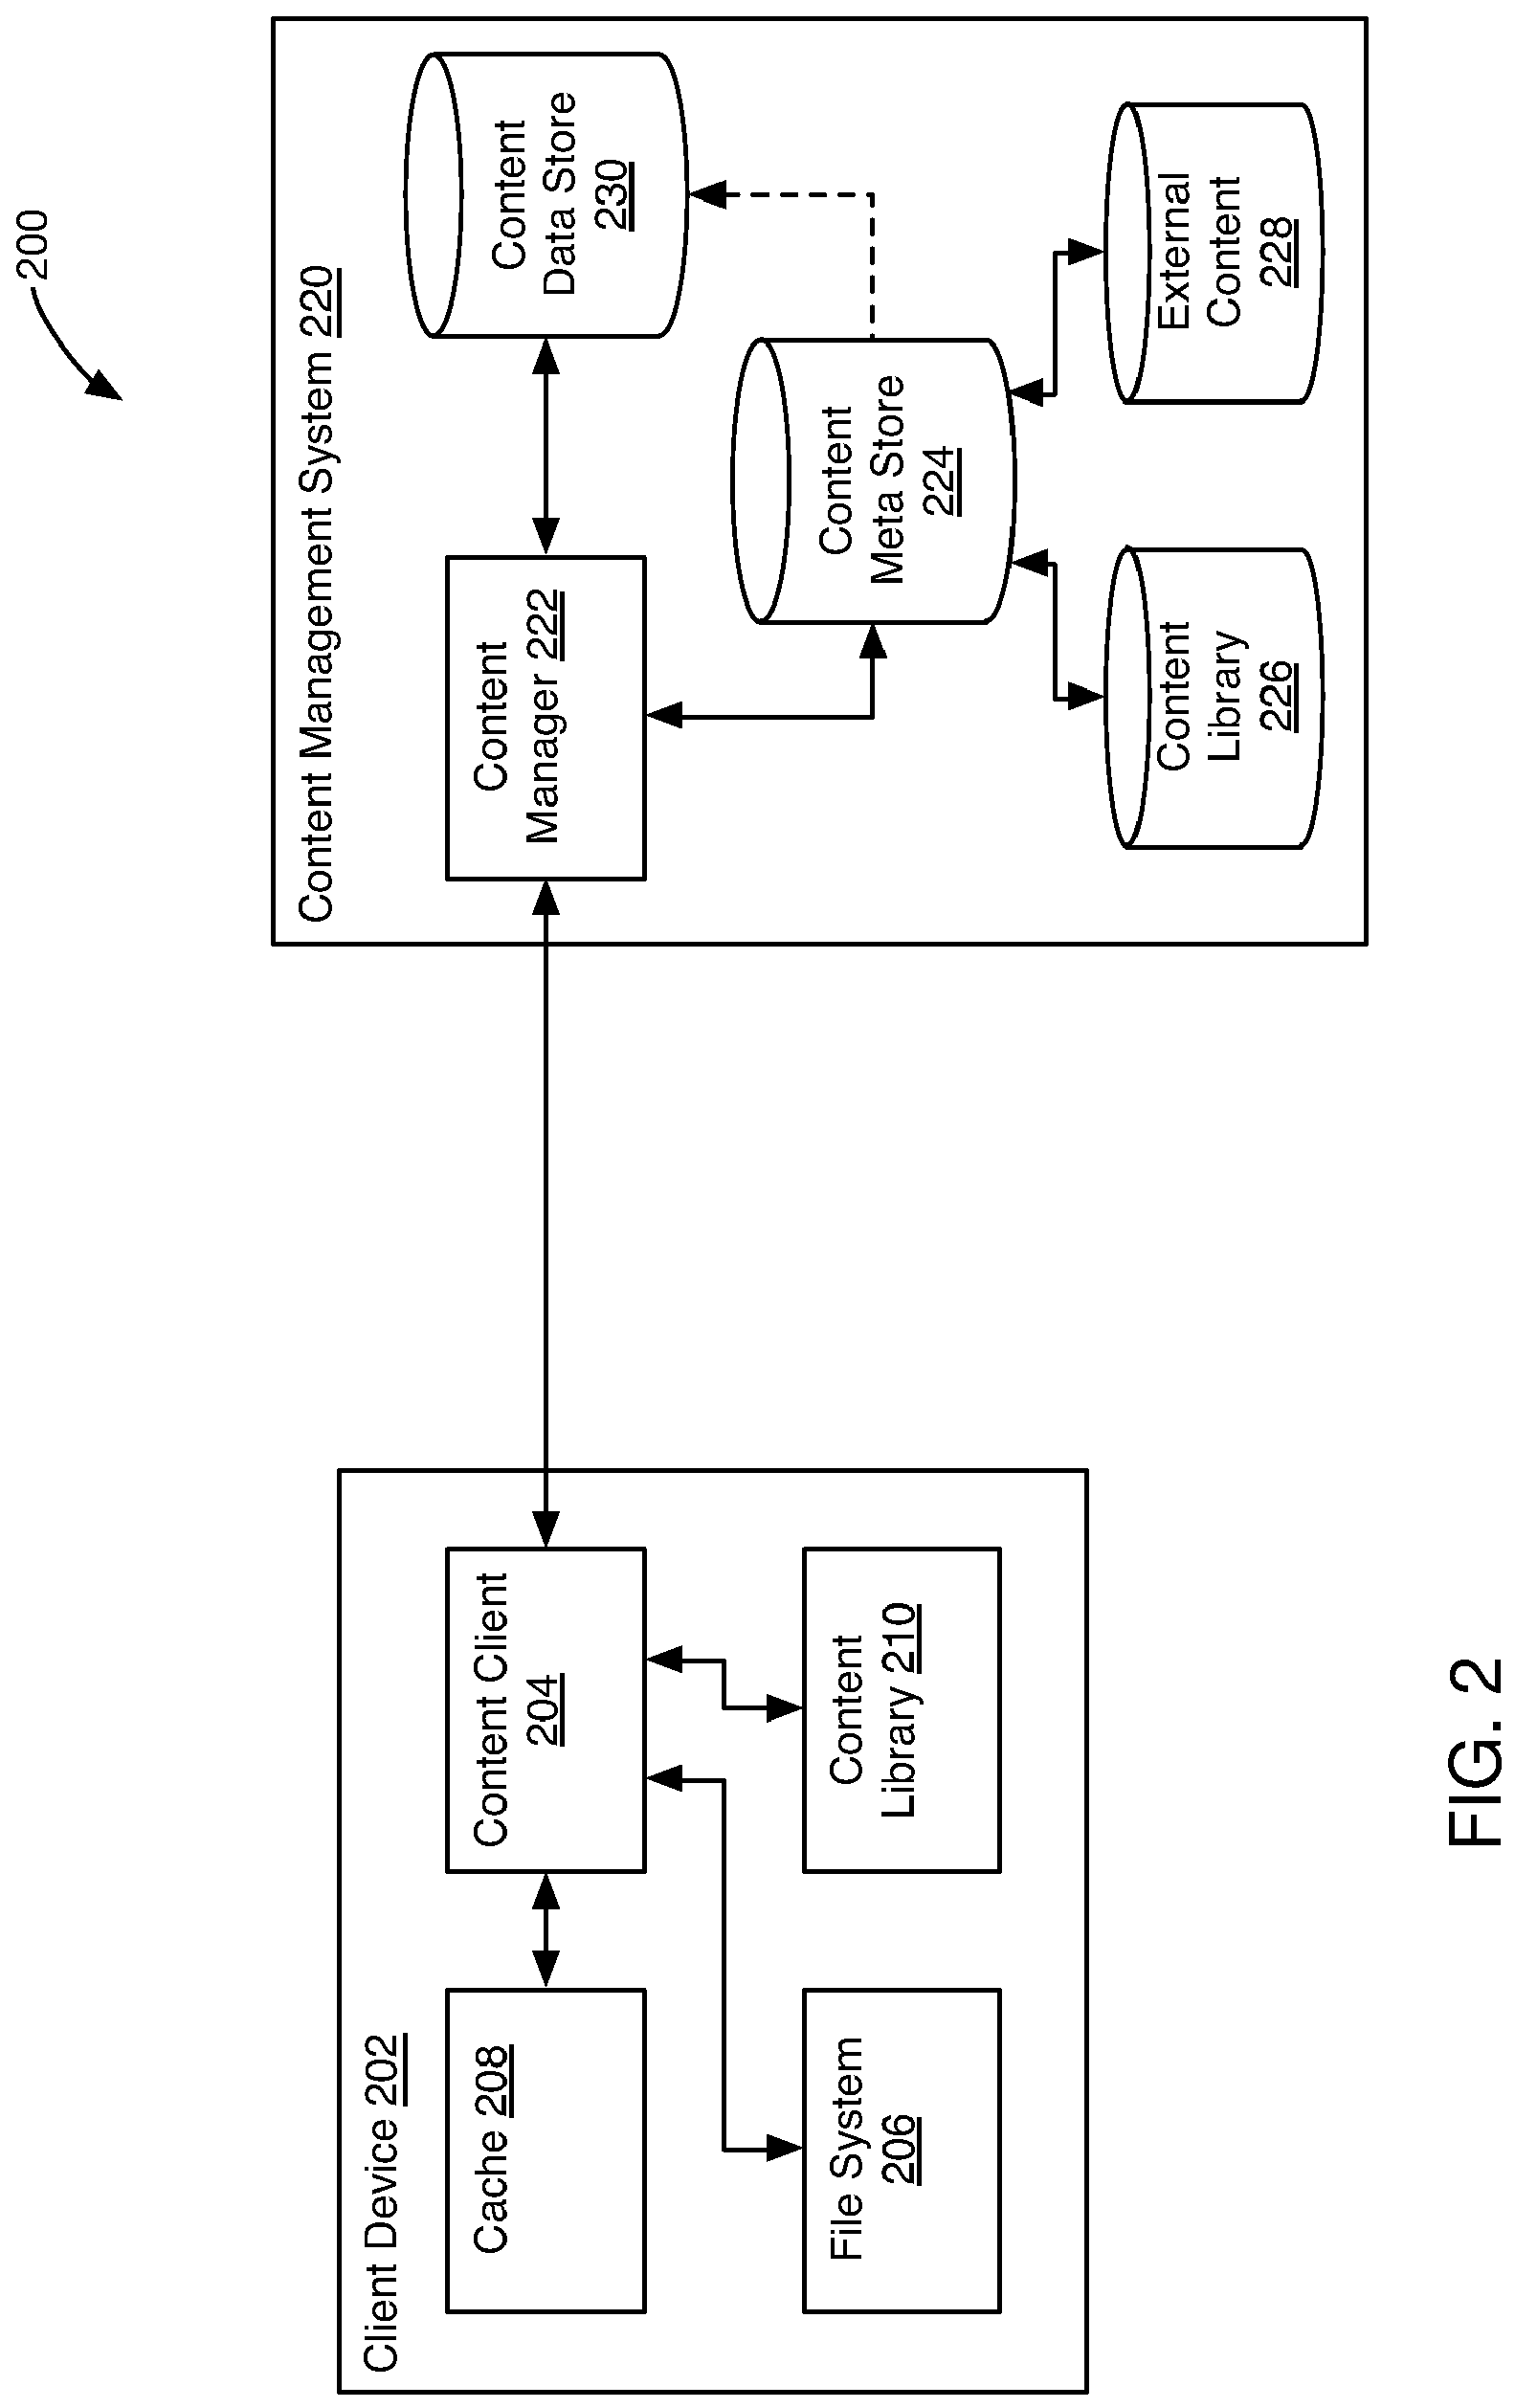 200
Client Device 202
Cache 208
Content Client
204
File System
206
Content
Library 210
Content Management System 220
Content
Manager 222
Content
Data Store
230
Content
Meta Store
224
Content
Library
226
External
Content
228
FIG. 2